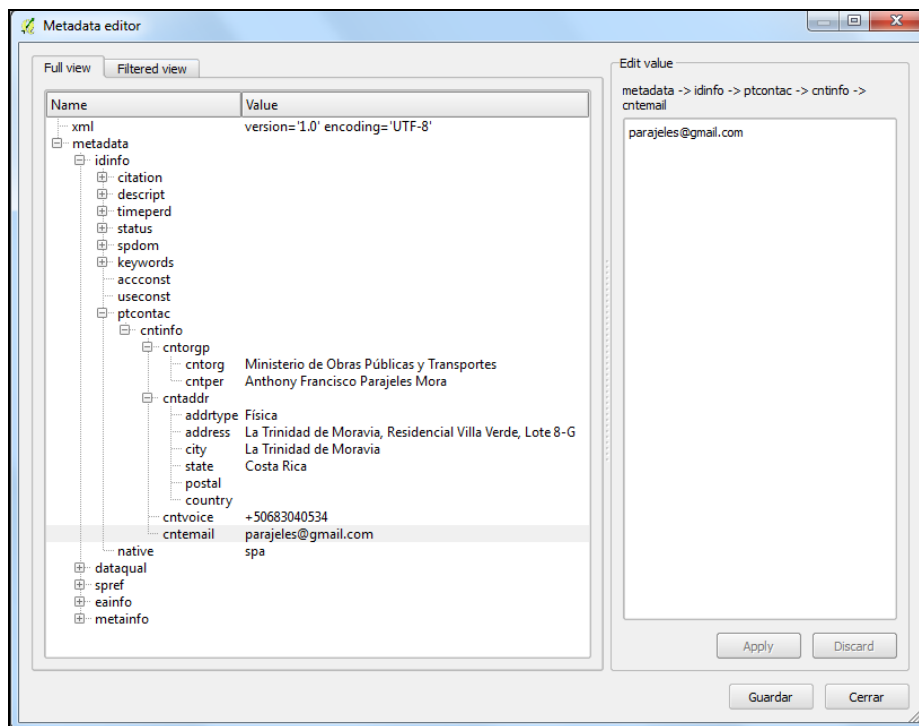 Metadata editor
Full view
Filtered view
Name Value
xml version='1.0' encoding='UTF-8'
metadata
idinfo
citation
descript
timeperd
status
spdom
keywords
accconst
useconst
ptcontac
cntinfo
cntorgp
cntorg Ministerio de Obras Públicas y Transportes
cntper Anthony Francisco Parajeles Mora
cntaddr
addrtype Física
address La Trinidad de Moravia, Residencial Villa Verde, Lote 8-G
city La Trinidad de Moravia
state Costa Rica
postal
country
cntvoice +50683040534
cntemail parajeles@gmail.com
native spa
dataqual
spref
eainfo
metainfo
Edit value
metadata -> idinfo -> ptcontac -> cntinfo ->
cntemail
parajeles@gmail.com
Apply Discard
Guardar Cerrar